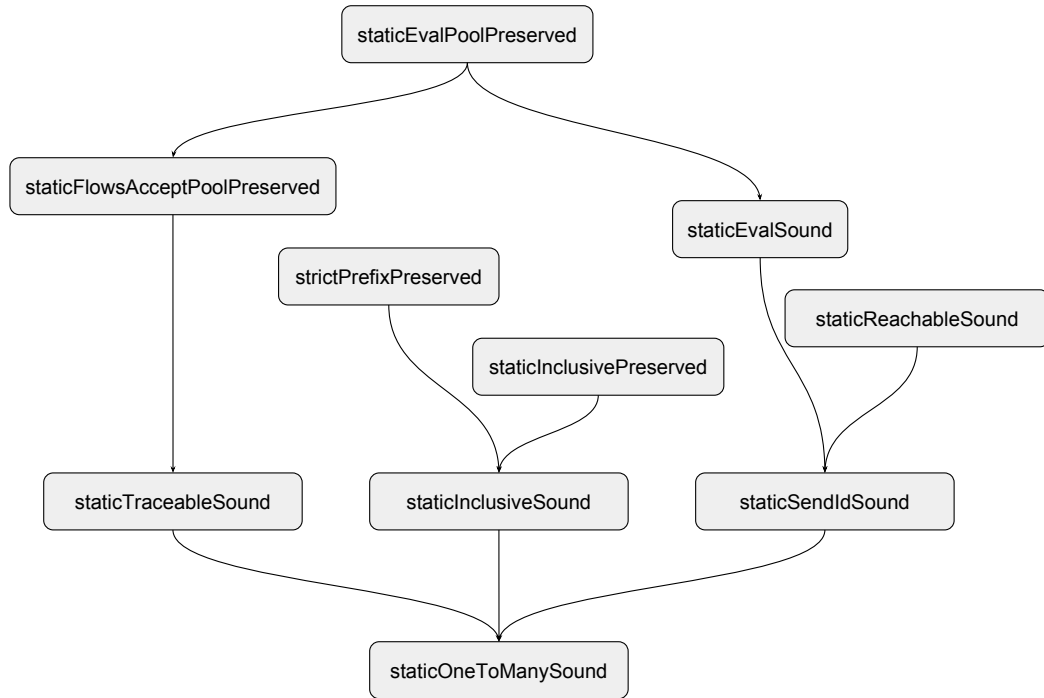 staticEvalPoolPreserved
staticFlowsAcceptPoolPreserved
staticEvalSound
strictPrefixPreserved
staticReachableSound
staticInclusivePreserved
staticTraceableSound
staticInclusiveSound
staticSendIdSound
staticOneToManySound